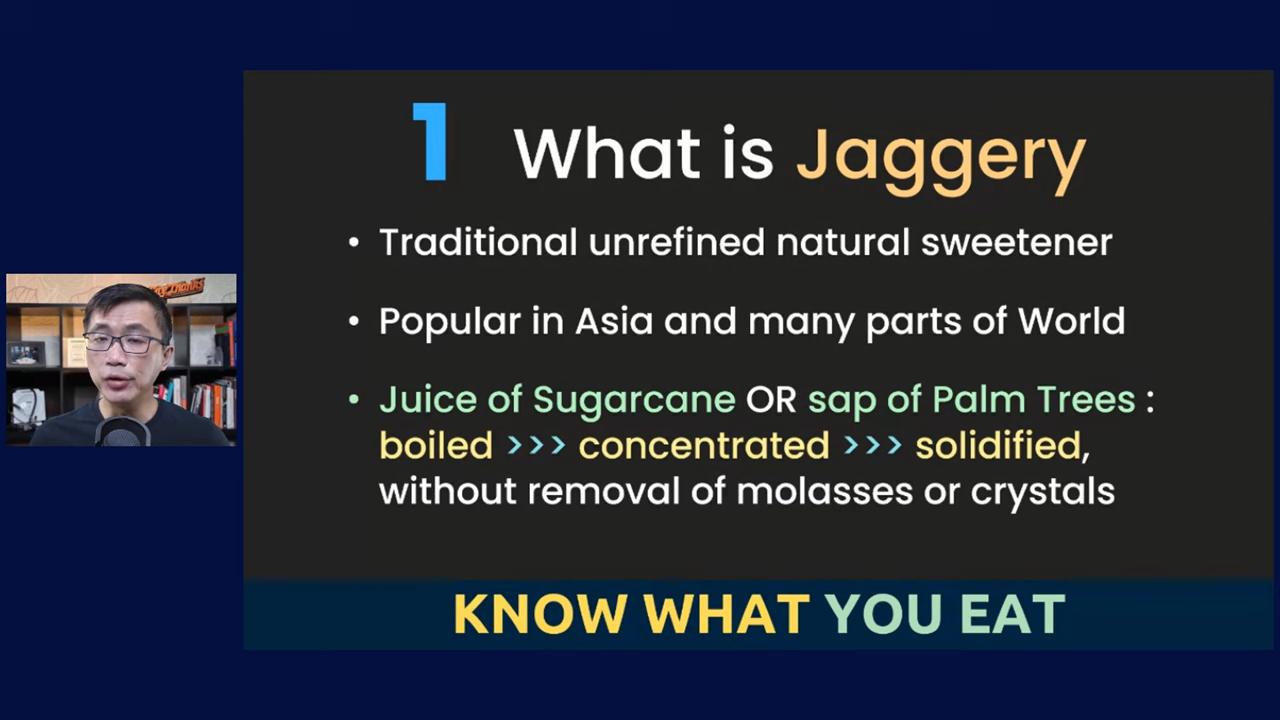 1 What is Jaggery
• Traditional unrefined natural sweetener
• Popular in Asia and many parts of World
• Juice of Sugarcane OR sap of Palm Trees :
boiled >>> concentrated >>> solidified,
without removal of molasses or crystals
KNOW WHAT YOU EAT